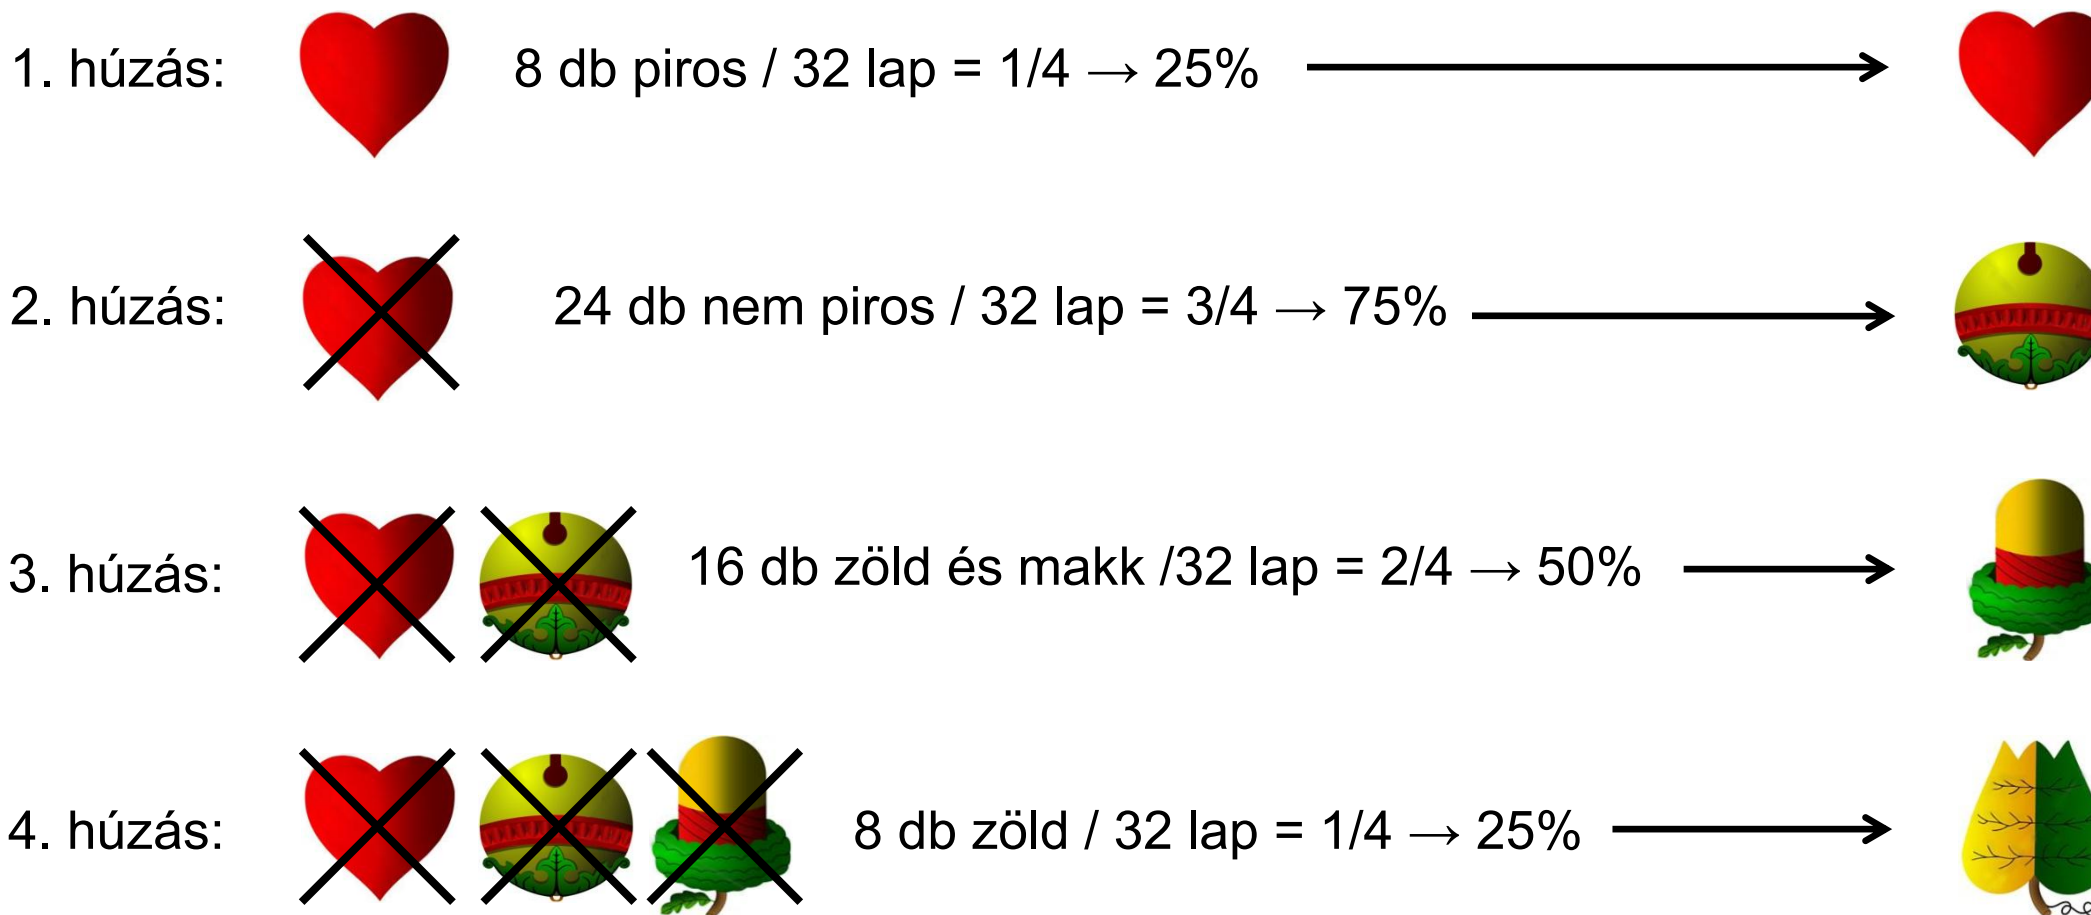 1. húzás: 8 db piros / 32 lap = 1/4 → 25%
2. húzás: 24 db nem piros / 32 lap = 3/4 → 75%
3. húzás: 16 db zöld és makk /32 lap = 2/4 → 50%
4. húzás: 8 db zöld / 32 lap = 1/4 → 25%